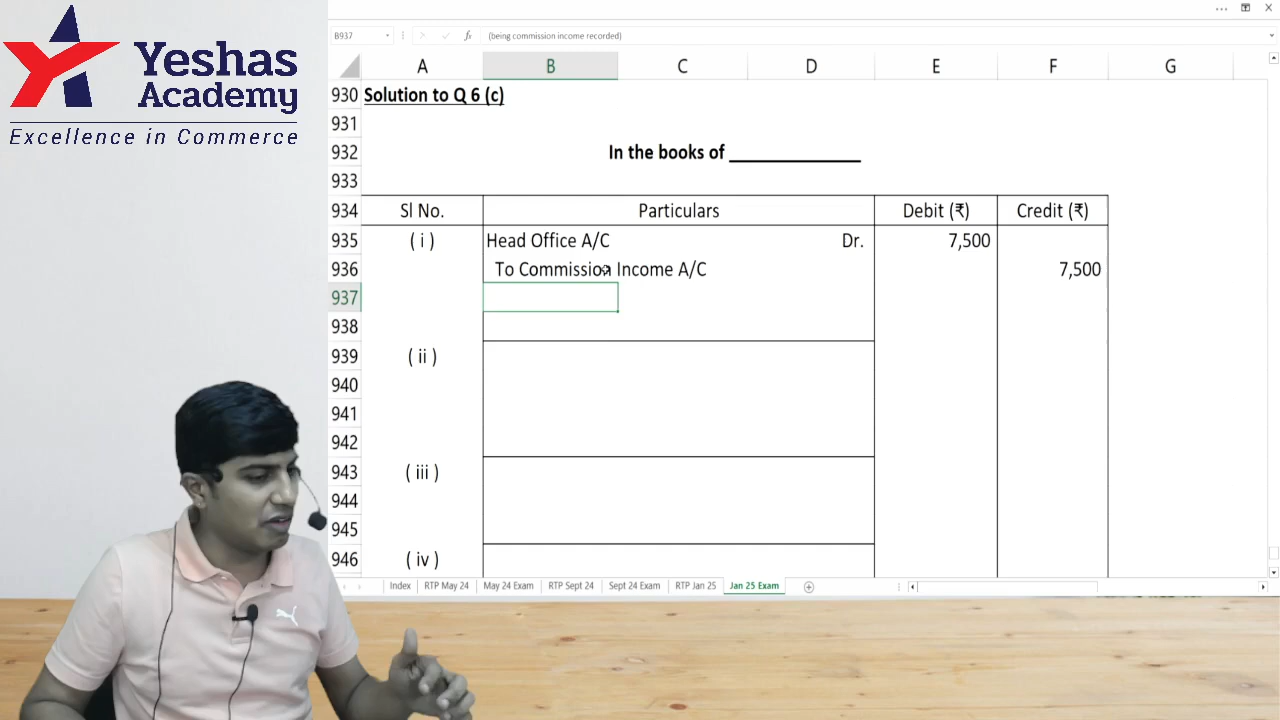 Yeshas
Academy
Excellence in Commerce
B937
fx
(being commission income recorded)
A B C D E F G
930 Solution to Q 6 (c)
931
932 In the books of ____________
933
934 Sl No. Particulars Debit (₹) Credit (₹)
935 ( i ) Head Office A/C Dr. 7,500
936 To Commission Income A/C 7,500
937
938
939 ( ii )
940
941
942
943 ( iii )
944
945
946 ( iv )
Index RTP May 24 May 24 Exam RTP Sept 24 Sept 24 Exam RTP Jan 25 Jan 25 Exam